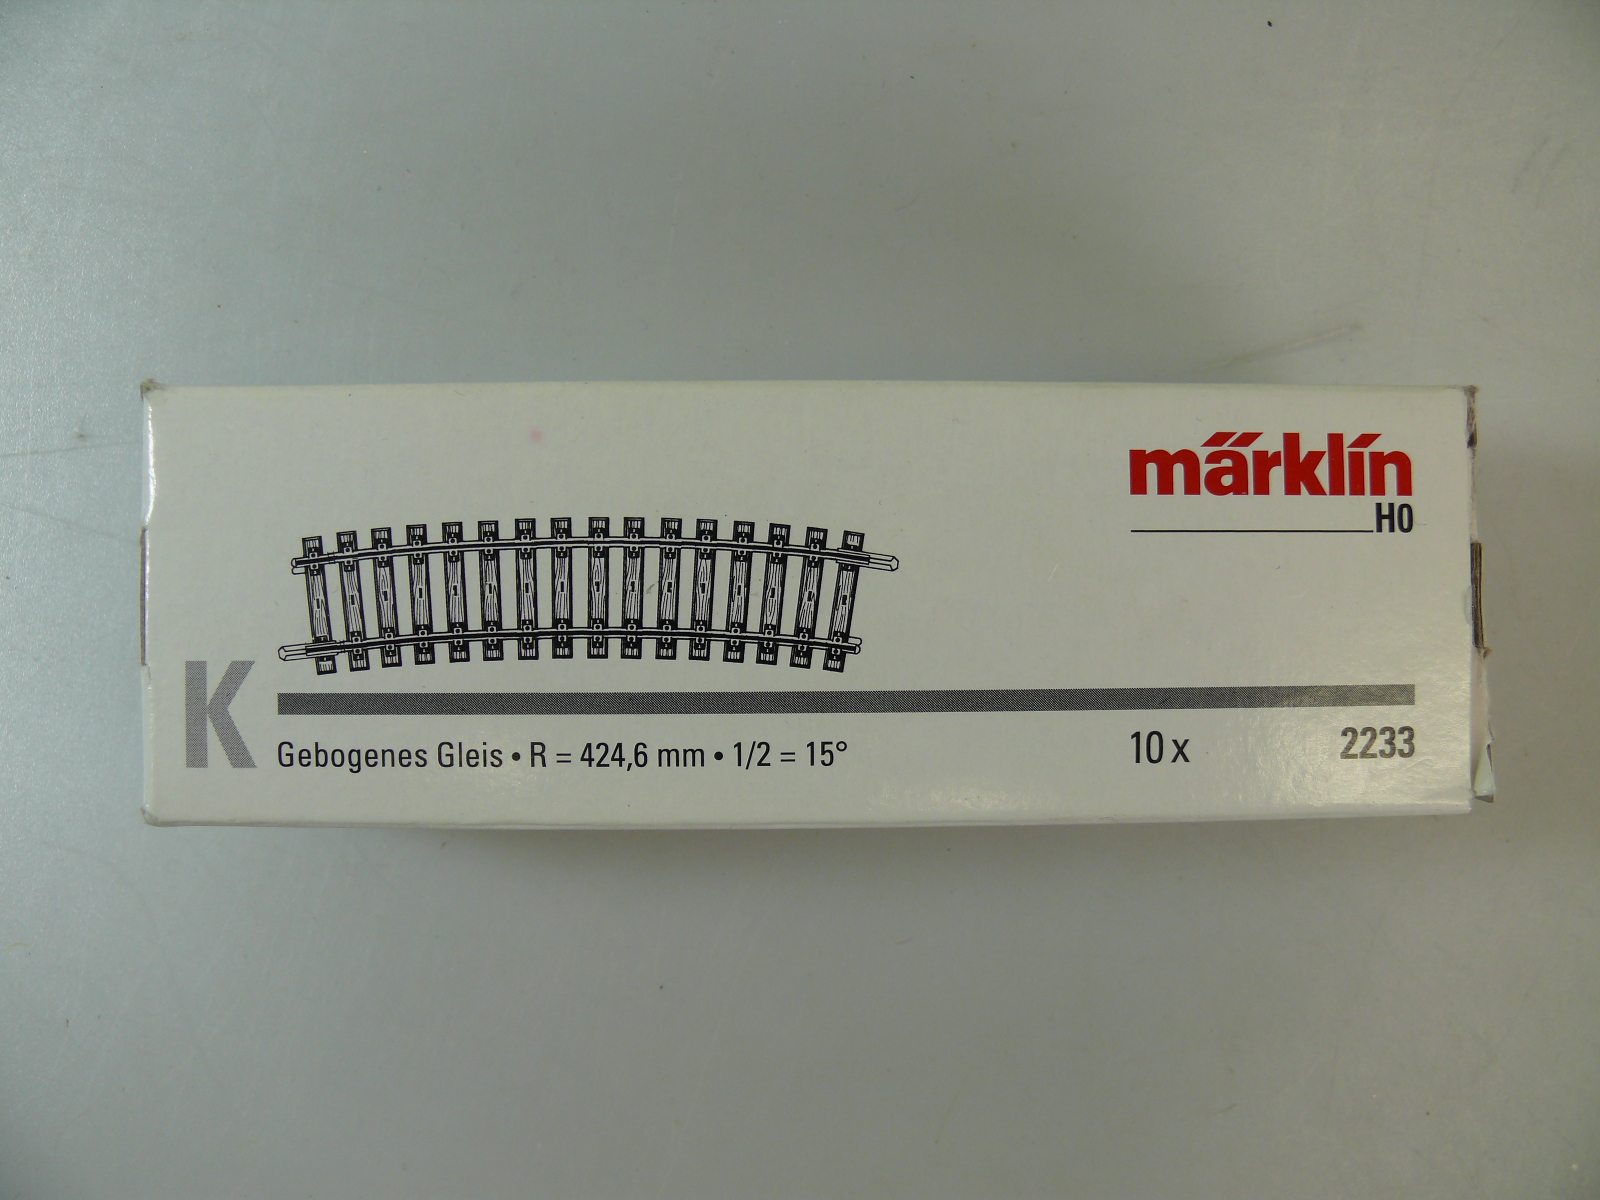 märklin
H0
K
Gebogenes Gleis • R = 424,6 mm • 1/2 = 15°
10 x
2233